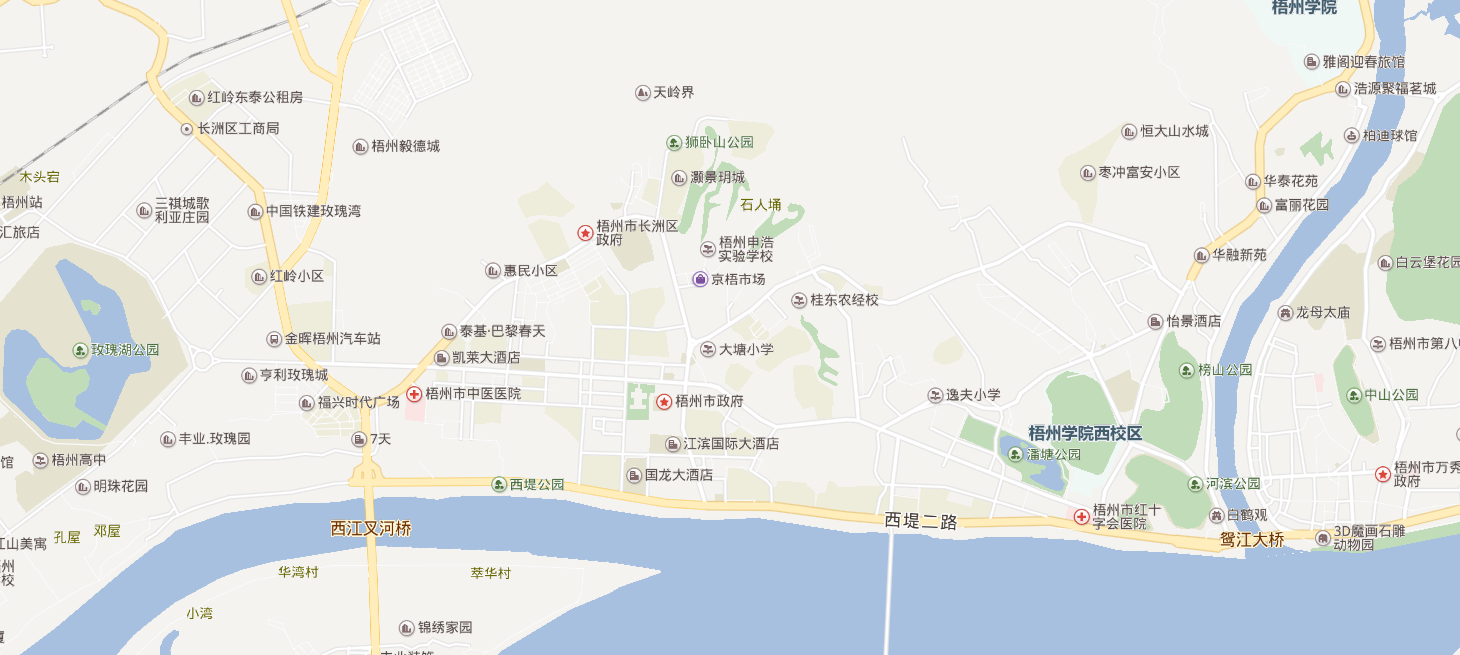 梧州学院
雅阁迎春旅馆
浩源聚福茗城
天岭界
红岭东泰公租房
长洲区工商局
恒大山水城
柏迪球馆
狮卧山公园
梧州毅德城
枣冲富安小区
木头宕
灏景玥城
华泰花苑
梧州站
石人埇
三祺城歌
利亚庄园
中国铁建玫瑰湾
富丽花园
汇旅店
梧州市长洲区
政府
梧州申浩
实验学校
华融新苑
白云堡花园
惠民小区
红岭小区
京梧市场
桂东农经校
龙母太庙
怡景酒店
泰基·巴黎春天
金晖梧州汽车站
梧州市第八中
玫瑰湖公园
大塘小学
凯莱大酒店
榜山公园
亨利玫瑰城
梧州市中医医院
逸夫小学
中山公园
福兴时代广场
梧州市政府
梧州学院西校区
丰业.玫瑰园
7天
江滨国际大酒店
潘塘公园
馆
梧州高中
国龙大酒店
梧州市万秀
政府
明珠花园
西堤公园
河滨公园
梧州市红十
字会医院
白鹤观
西江叉河桥
西堤二路
孔屋
邓屋
鸳江大桥
3D魔画石雕
动物园
江山美寓
州
校
华湾村
萃华村
小湾
锦绣家园